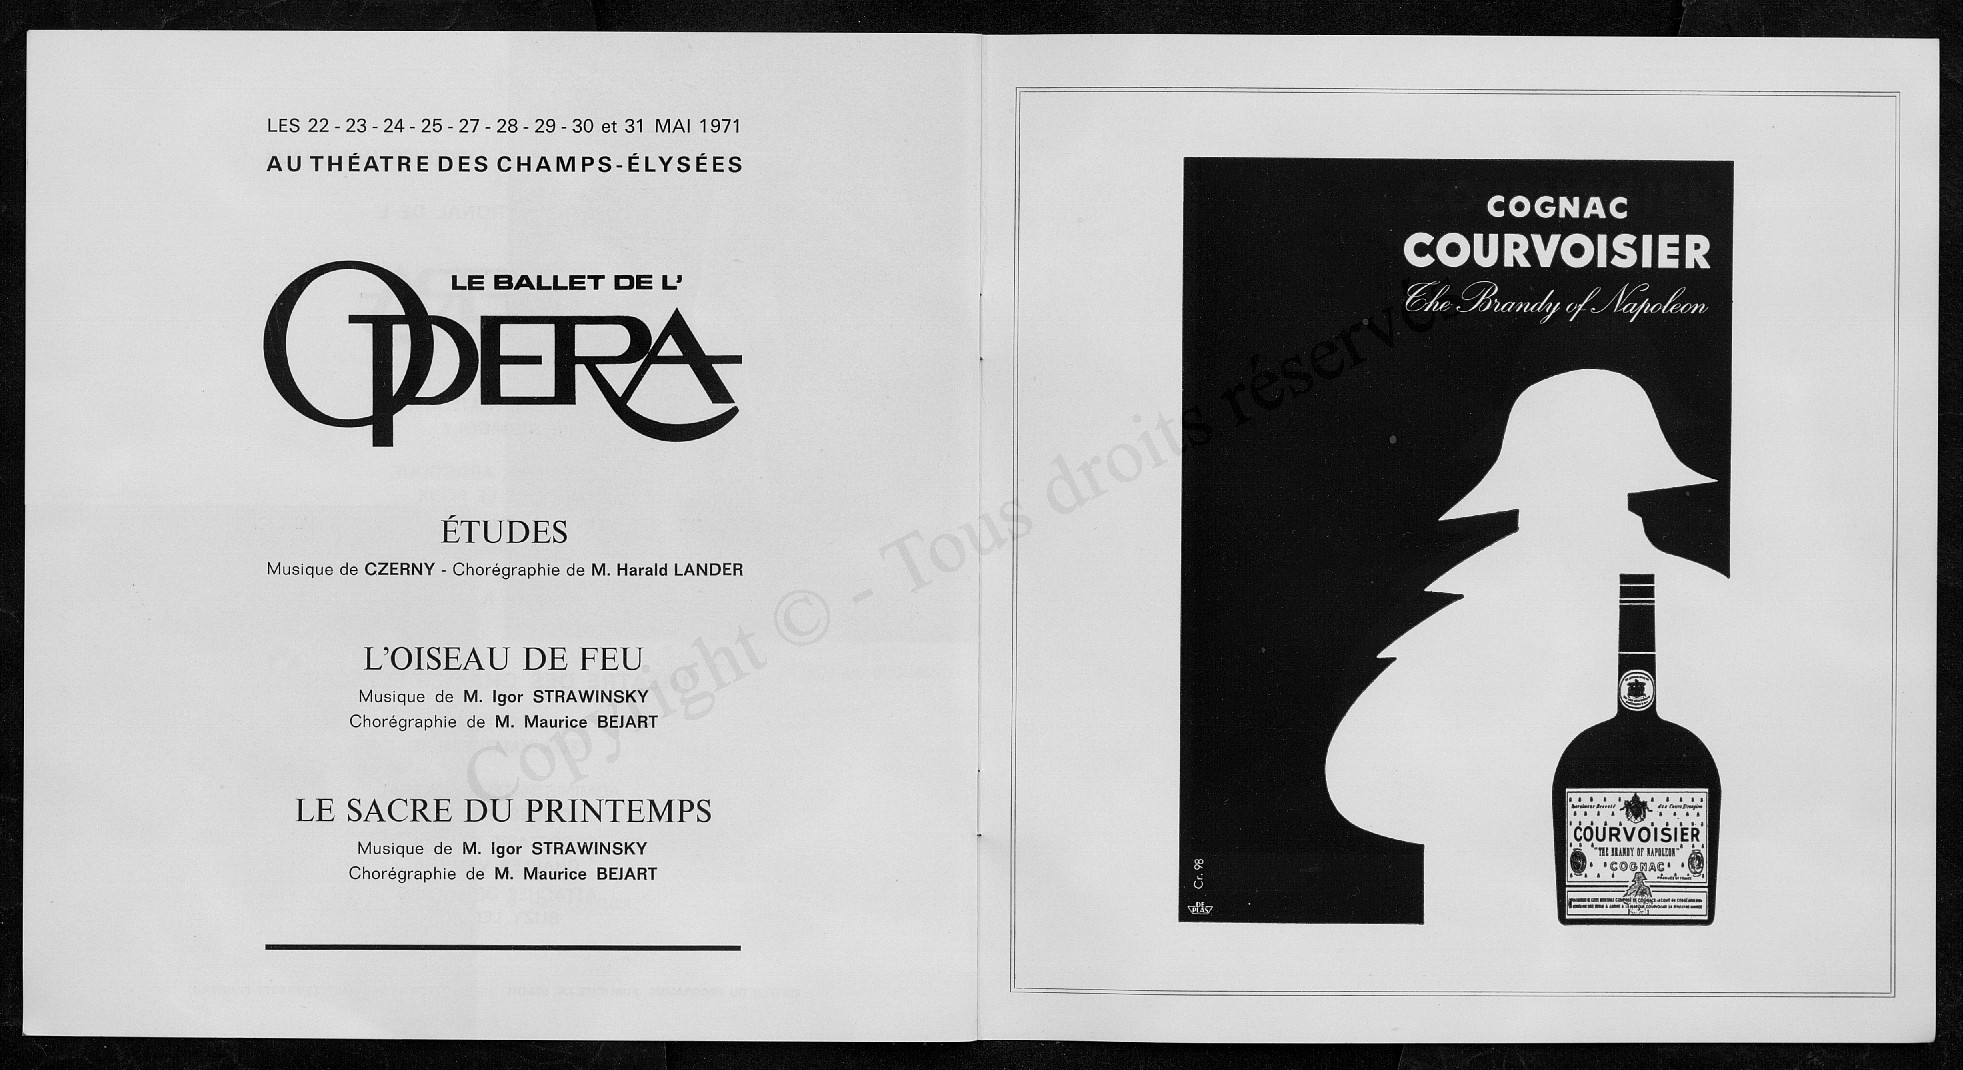 LES 22 - 23 - 24 - 25 - 27 - 28 - 29 - 30 et 31 MAI 1971
AU THÉATRE DES CHAMPS-ÉLYSÉES
LE BALLET DE L'
OPERA
ÉTUDES
Musique de CZERNY - Chorégraphie de M. Harald LANDER
L'OISEAU DE FEU
Musique de M. Igor STRAWINSKY
Chorégraphie de M. Maurice BEJART
LE SACRE DU PRINTEMPS
Musique de M. Igor STRAWINSKY
Chorégraphie de M. Maurice BEJART
Copyright © - Tous droits réservés
COGNAC
COURVOISIER
The Brandy of Napoleon
Cr. 98
DE PLAS
COURVOISIER
"THE BRANDY OF NAPOLEON"
COGNAC